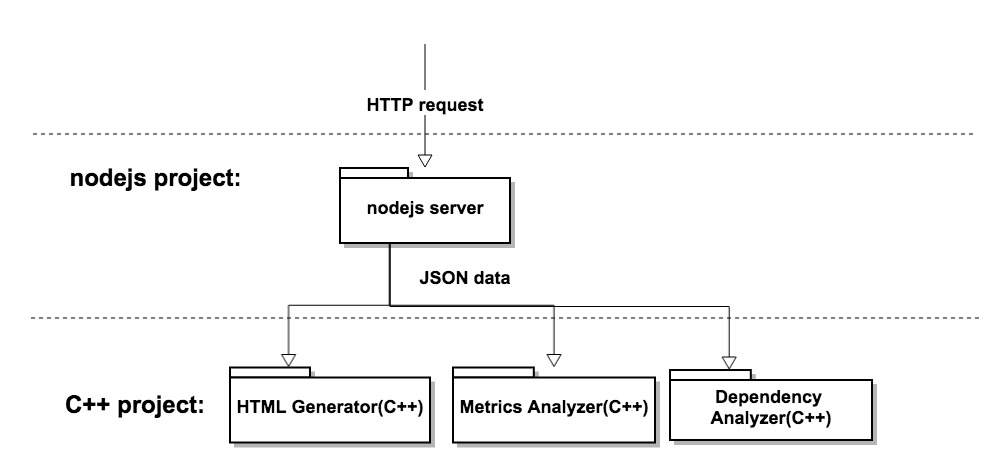 HTTP request
nodejs project:
nodejs server
JSON data
C++ project:
HTML Generator(C++)
Metrics Analyzer(C++)
Dependency
Analyzer(C++)